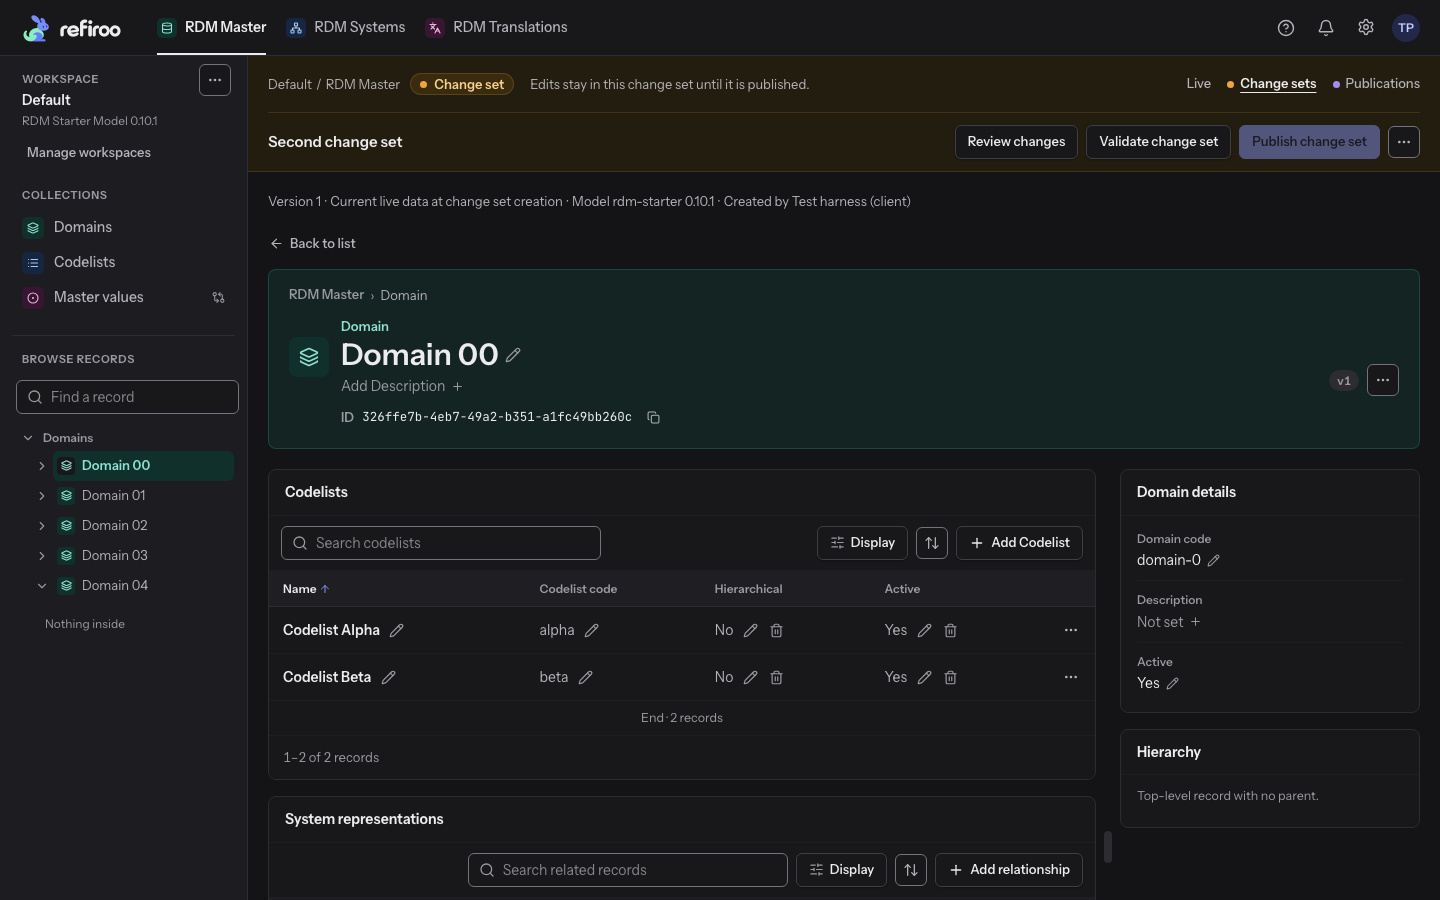 refiroo
RDM Master
RDM Systems
RDM Translations
TP
WORKSPACE
Default
RDM Starter Model 0.10.1
Manage workspaces
COLLECTIONS
Domains
Codelists
Master values
BROWSE RECORDS
Find a record
Domains
Domain 00
Domain 01
Domain 02
Domain 03
Domain 04
Nothing inside
Default / RDM Master
Change set
Edits stay in this change set until it is published.
Live
Change sets
Publications
Second change set
Review changes
Validate change set
Publish change set
Version 1 · Current live data at change set creation · Model rdm-starter 0.10.1 · Created by Test harness (client)
Back to list
RDM Master › Domain
Domain
Domain 00
Add Description
v1
ID 326ffe7b-4eb7-49a2-b351-a1fc49bb260c
Codelists
Search codelists
Display
Add Codelist
Name Codelist code Hierarchical Active
Codelist Alpha alpha No Yes
Codelist Beta beta No Yes
End · 2 records
1–2 of 2 records
System representations
Search related records
Display
Add relationship
Domain details
Domain code
domain-0
Description
Not set
Active
Yes
Hierarchy
Top-level record with no parent.